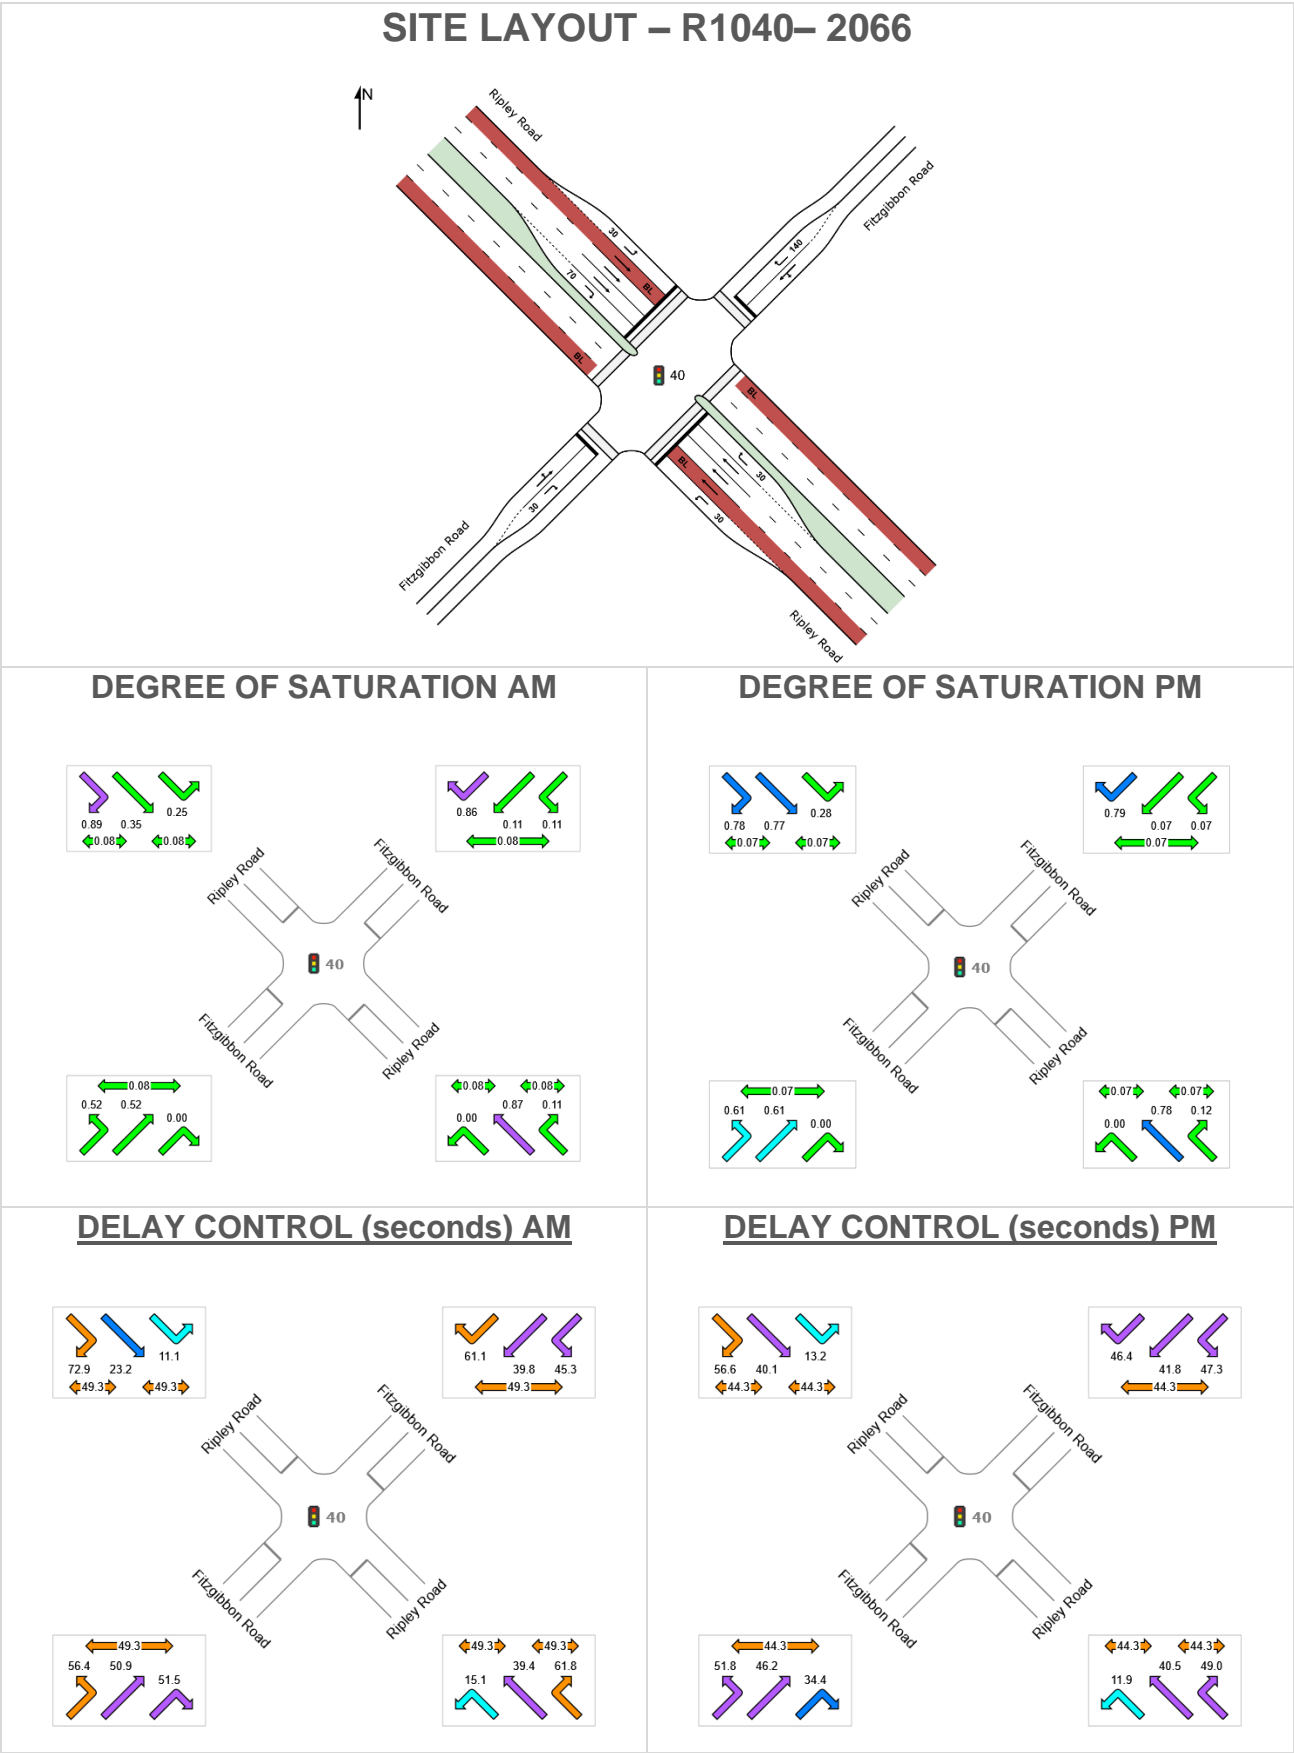 SITE LAYOUT – R1040– 2066
N
Ripley Road
Fitzgibbon Road
30
140
70
BL
BL
40
BL
BL
30
30
30
Fitzgibbon Road
Ripley Road
DEGREE OF SATURATION AM
0.89 0.35 0.25
0.08 0.08
0.86 0.11 0.11
0.08
Ripley Road
Fitzgibbon Road
40
Fitzgibbon Road
Ripley Road
0.08
0.52 0.52 0.00
0.08 0.08
0.00 0.87 0.11
DEGREE OF SATURATION PM
0.78 0.77 0.28
0.07 0.07
0.79 0.07 0.07
0.07
Ripley Road
Fitzgibbon Road
40
Fitzgibbon Road
Ripley Road
0.07
0.61 0.61 0.00
0.07 0.07
0.00 0.78 0.12
DELAY CONTROL (seconds) AM
72.9 23.2 11.1
49.3 49.3
61.1 39.8 45.3
49.3
Ripley Road
Fitzgibbon Road
40
Fitzgibbon Road
Ripley Road
49.3
56.4 50.9 51.5
49.3 49.3
15.1 39.4 61.8
DELAY CONTROL (seconds) PM
56.6 40.1 13.2
44.3 44.3
46.4 41.8 47.3
44.3
Ripley Road
Fitzgibbon Road
40
Fitzgibbon Road
Ripley Road
44.3
51.8 46.2 34.4
44.3 44.3
11.9 40.5 49.0